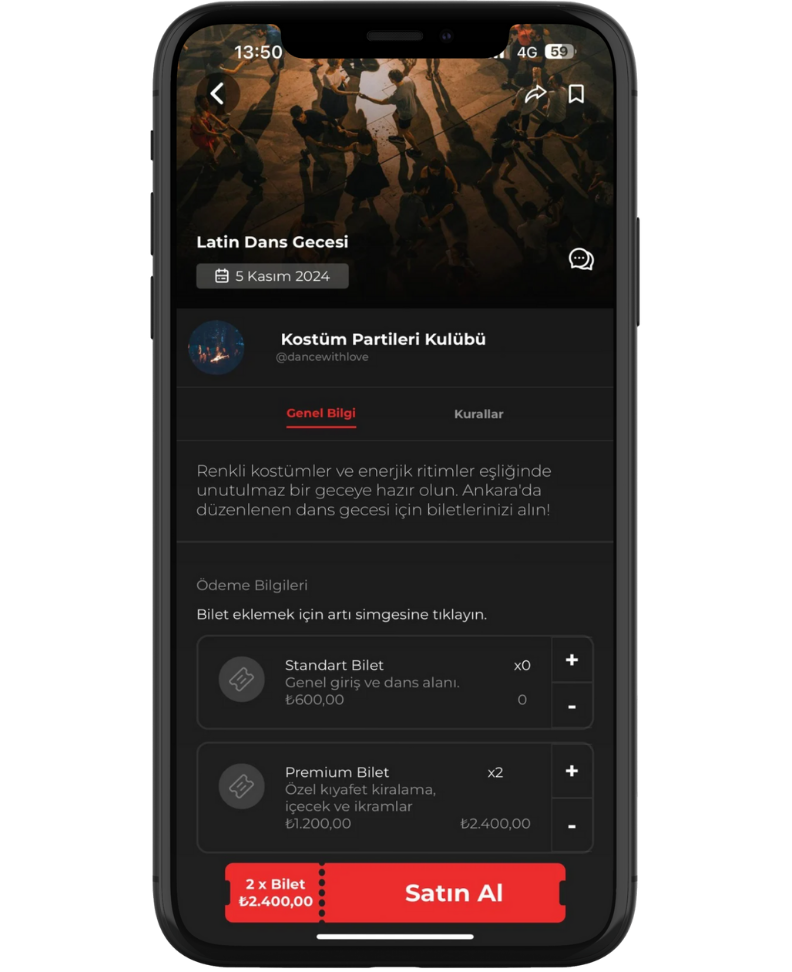 13:50
4G 59
Latin Dans Gecesi
5 Kasım 2024
Kostüm Partileri Kulübü
@dancewithlove
Genel Bilgi
Kurallar
Renkli kostümler ve enerjik ritimler eşliğinde
unutulmaz bir geceye hazır olun. Ankara'da
düzenlenen dans gecesi için biletlerinizi alın!
Ödeme Bilgileri
Bilet eklemek için artı simgesine tıklayın.
Standart Bilet x0 +
Genel giriş ve dans alanı.
₺600,00 0 -
Premium Bilet x2 +
Özel kıyafet kiralama,
içecek ve ikramlar
₺1.200,00 ₺2.400,00 -
2 x Bilet
₺2.400,00
Satın Al